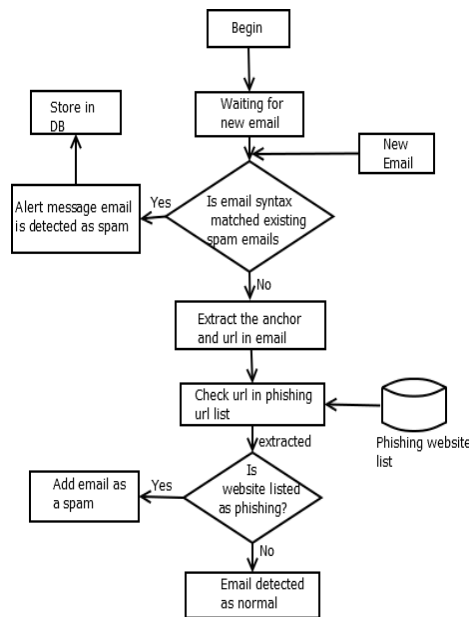 Begin
Waiting for
new email
New
Email
Store in
DB
Is email syntax
matched existing
spam emails
Yes
Alert message email
is detected as spam
No
Extract the anchor
and url in email
Check url in phishing
url list
Phishing website
list
extracted
Is
website listed
as phishing?
Yes
Add email as
a spam
No
Email detected
as normal